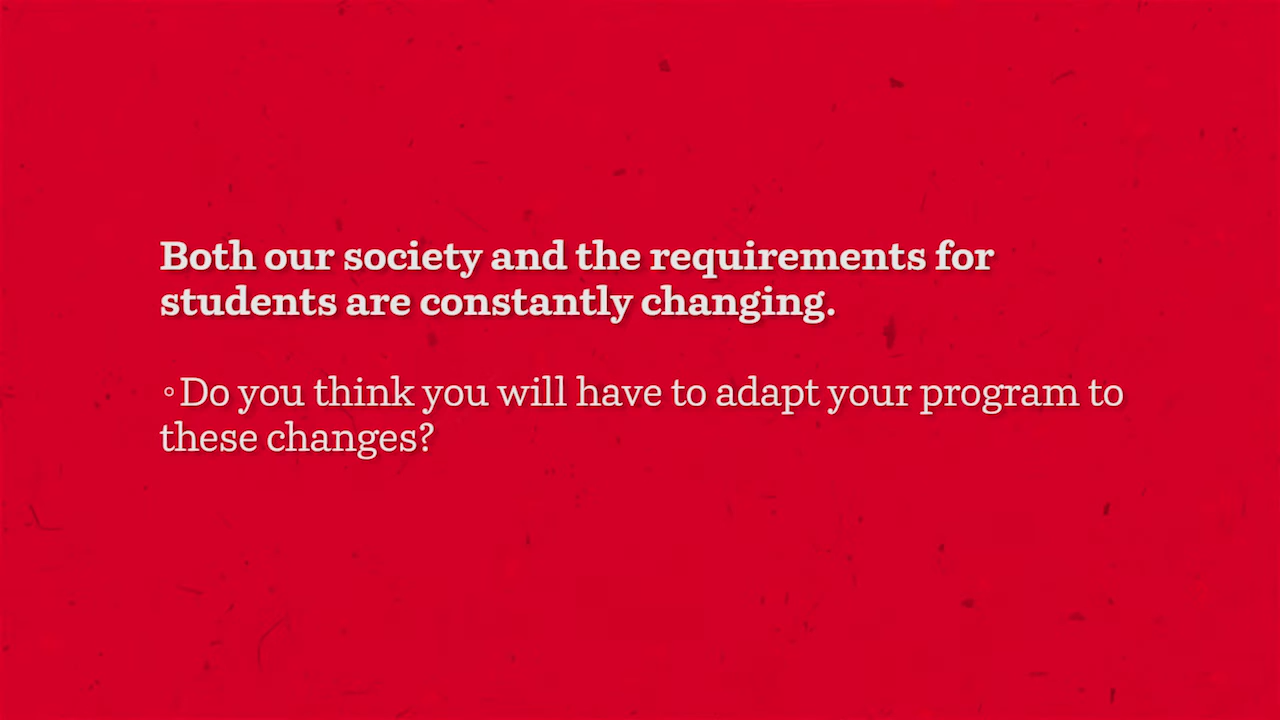 Both our society and the requirements for
students are constantly changing.
◦Do you think you will have to adapt your program to
these changes?